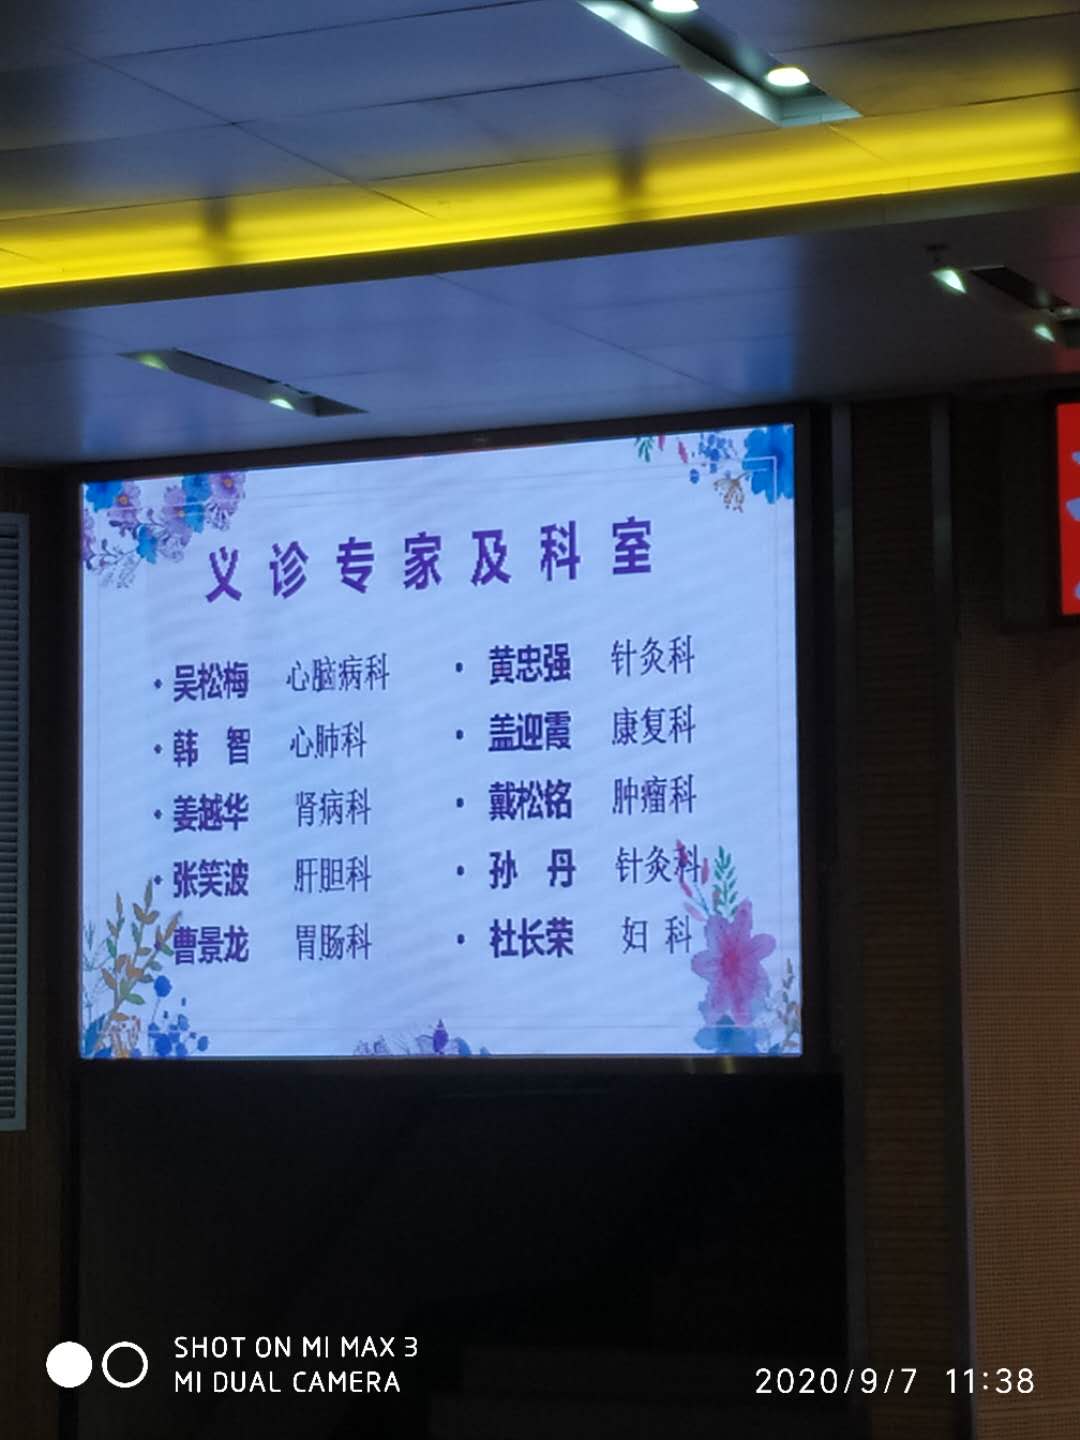 义诊专家及科室
• 吴松梅 心脑病科
• 韩 智 心肺科
• 姜越华 肾病科
• 张笑波 肝胆科
曹景龙 胃肠科
• 黄忠强 针灸科
• 盖迎霞 康复科
• 戴松铭 肿瘤科
• 孙 丹 针灸科
• 杜长荣 妇 科
SHOT ON MI MAX 3
MI DUAL CAMERA
2020/9/7 11:38